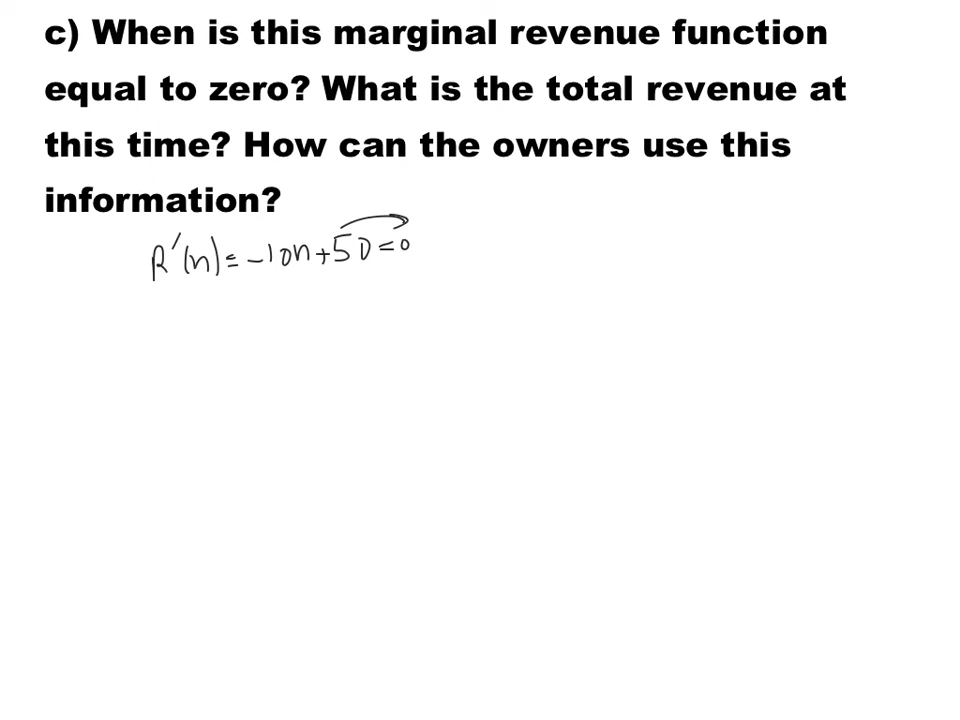 c) When is this marginal revenue function
equal to zero? What is the total revenue at
this time? How can the owners use this
information?
R'(n) = -10n + 50 = 0